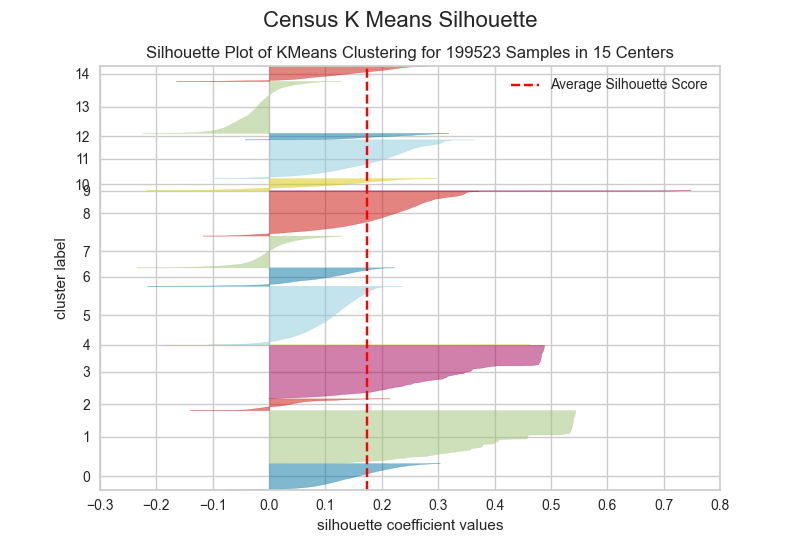 Census K Means Silhouette
Silhouette Plot of KMeans Clustering for 199523 Samples in 15 Centers
Average Silhouette Score
14
13
12
11
10
9
8
7
6
5
4
3
2
1
0
cluster label
−0.3 −0.2 −0.1 0.0 0.1 0.2 0.3 0.4 0.5 0.6 0.7 0.8
silhouette coefficient values